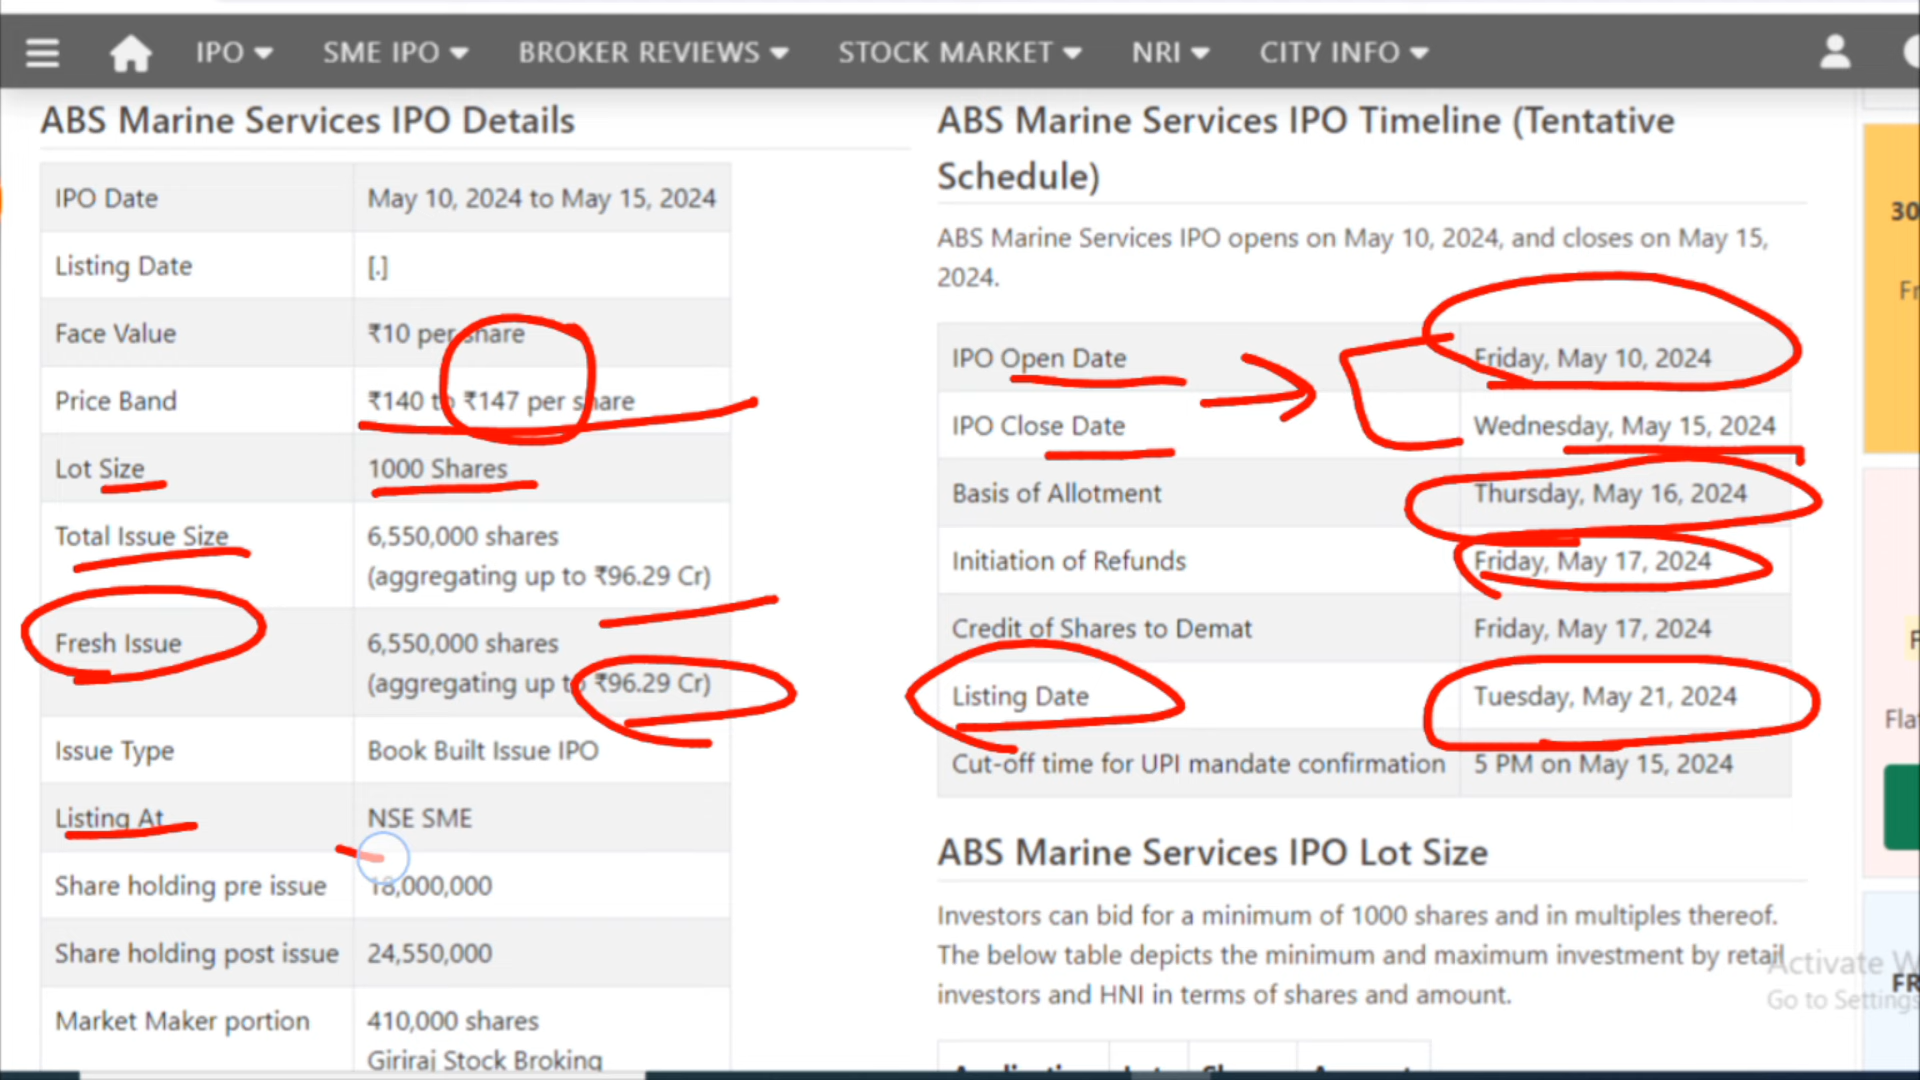 IPO
SME IPO
BROKER REVIEWS
STOCK MARKET
NRI
CITY INFO
ABS Marine Services IPO Details
IPO Date May 10, 2024 to May 15, 2024
Listing Date [.]
Face Value ₹10 per share
Price Band ₹140 to ₹147 per share
Lot Size 1000 Shares
Total Issue Size 6,550,000 shares
(aggregating up to ₹96.29 Cr)
Fresh Issue 6,550,000 shares
(aggregating up to ₹96.29 Cr)
Issue Type Book Built Issue IPO
Listing At NSE SME
Share holding pre issue 18,000,000
Share holding post issue 24,550,000
Market Maker portion 410,000 shares
Giriraj Stock Broking
ABS Marine Services IPO Timeline (Tentative
Schedule)
ABS Marine Services IPO opens on May 10, 2024, and closes on May 15,
2024.
IPO Open Date Friday, May 10, 2024
IPO Close Date Wednesday, May 15, 2024
Basis of Allotment Thursday, May 16, 2024
Initiation of Refunds Friday, May 17, 2024
Credit of Shares to Demat Friday, May 17, 2024
Listing Date Tuesday, May 21, 2024
Cut-off time for UPI mandate confirmation 5 PM on May 15, 2024
ABS Marine Services IPO Lot Size
Investors can bid for a minimum of 1000 shares and in multiples thereof.
The below table depicts the minimum and maximum investment by retail
investors and HNI in terms of shares and amount.
30
Activate W
Go to Settings